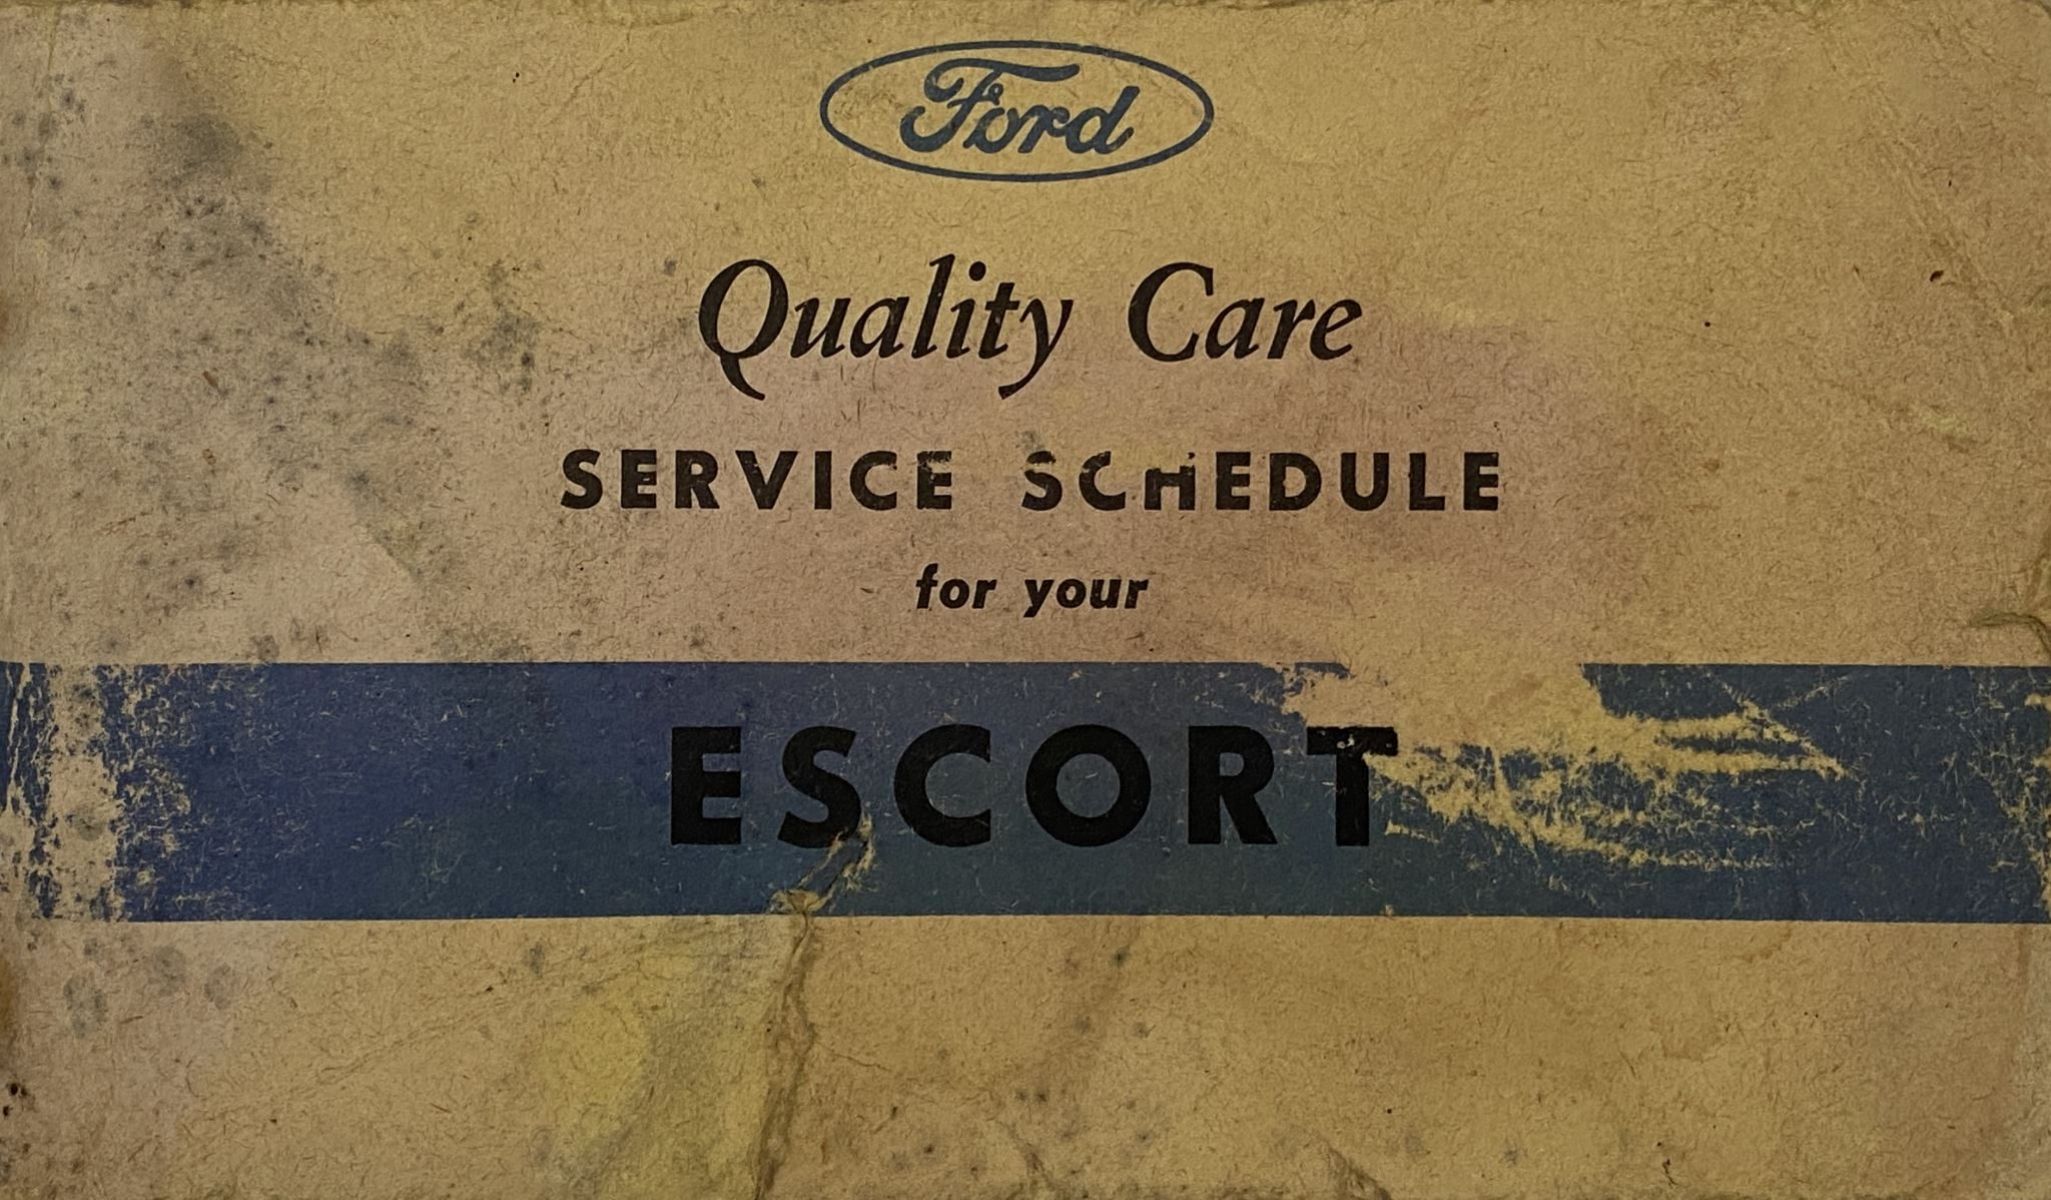 Ford
Quality Care
SERVICE SCHEDULE
for your
ESCORT